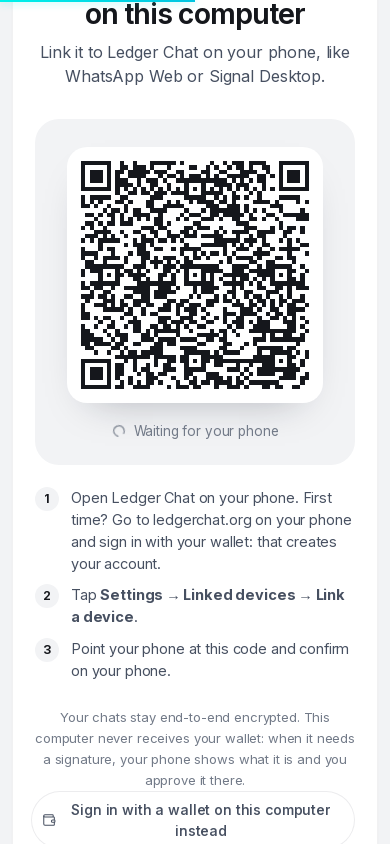 on this computer
Link it to Ledger Chat on your phone, like
WhatsApp Web or Signal Desktop.
Waiting for your phone
1 Open Ledger Chat on your phone. First
time? Go to ledgerchat.org on your phone
and sign in with your wallet: that creates
your account.
2 Tap Settings → Linked devices → Link
a device.
3 Point your phone at this code and confirm
on your phone.
Your chats stay end-to-end encrypted. This
computer never receives your wallet: when it needs
a signature, your phone shows what it is and you
approve it there.
Sign in with a wallet on this computer
instead